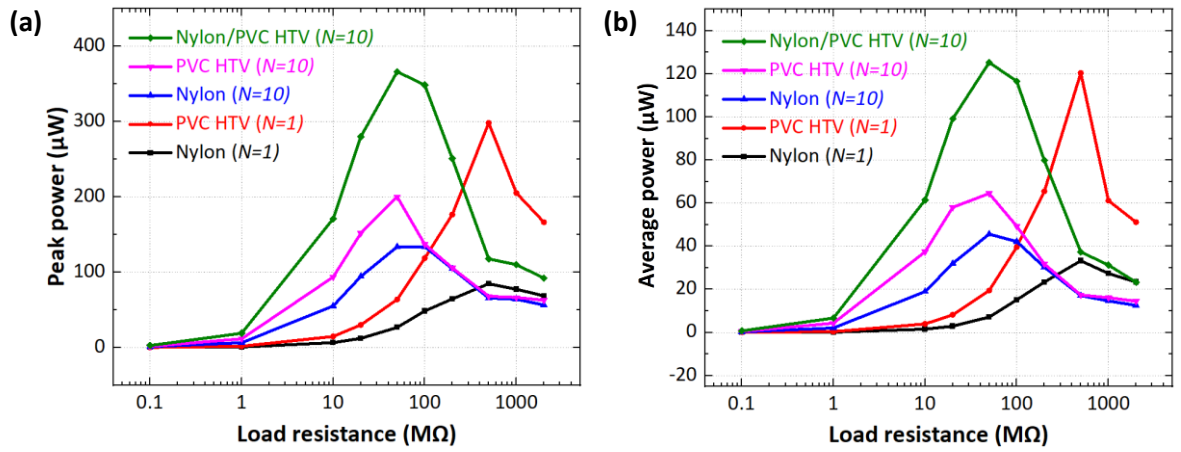 (a)
400
300
200
100
0
Peak power (µW)
Nylon/PVC HTV (N=10)
PVC HTV (N=10)
Nylon (N=10)
PVC HTV (N=1)
Nylon (N=1)
0.1 1 10 100 1000
Load resistance (MΩ)
(b)
140
120
100
80
60
40
20
0
-20
Average power (µW)
Nylon/PVC HTV (N=10)
PVC HTV (N=10)
Nylon (N=10)
PVC HTV (N=1)
Nylon (N=1)
0.1 1 10 100 1000
Load resistance (MΩ)